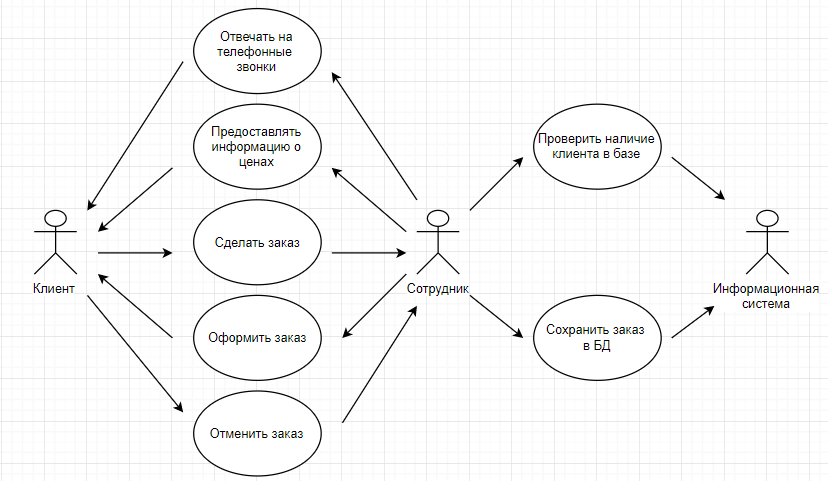 Отвечать на
телефонные
звонки
Предоставлять
информацию о
ценах
Проверить наличие
клиента в базе
Сделать заказ
Клиент
Сотрудник
Информационная
система
Оформить заказ
Сохранить заказ
в БД
Отменить заказ